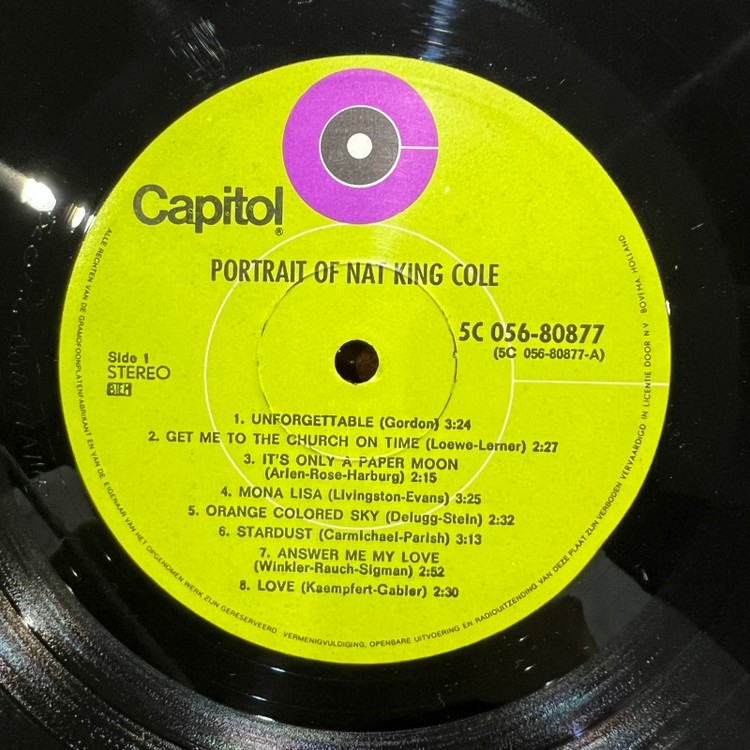 Capitol
®
PORTRAIT OF NAT KING COLE
5C 056-80877
(5C 056-80877-A)
Side 1
STEREO
STEMRA
1. UNFORGETTABLE (Gordon) 3:24
2. GET ME TO THE CHURCH ON TIME (Loewe-Lerner) 2:27
3. IT'S ONLY A PAPER MOON
(Arlen-Rose-Harburg) 2:15
4. MONA LISA (Livingston-Evans) 3:25
5. ORANGE COLORED SKY (Delugg-Stein) 2:32
6. STARDUST (Carmichael-Parish) 3:13
7. ANSWER ME MY LOVE
(Winkler-Rauch-Sigman) 2:52
8. LOVE (Kaempfert-Gabler) 2:30
ALLE RECHTEN VAN DE GRAMOFOONPLATENFABRIKANT EN VAN DE EIGENAAR VAN HET OPGENOMEN WERK ZIJN GERESERVEERD. VERMENIGVULDIGING, OPENBARE UITVOERING EN RADIOUITZENDING VAN DEZE PLAAT ZIJN VERBODEN VERVAARDIGD IN LICENTIE DOOR N.V. BOVEMA HOLLAND